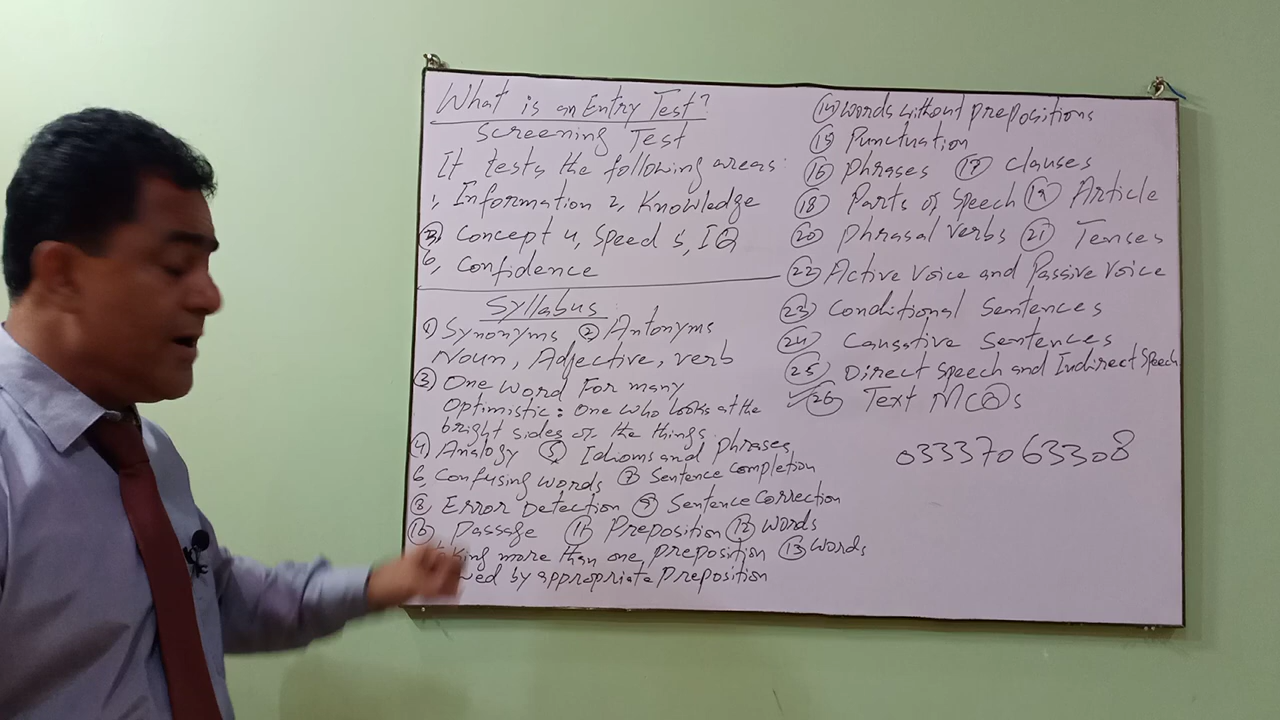 What is an Entry Test?
Screening Test
It tests the following areas:
1, Information 2, Knowledge
3, Concept 4, Speed 5, IQ
6, Confidence
Syllabus
1) Synonyms 2) Antonyms
Noun, Adjective, verb
3) One word For many
Optimistic: One who looks at the
bright sides of the things
4) Analogy 5) Idioms and phrases
6, Confusing words 7) Sentence Completion
8, Error Detection 9) Sentence Correction
10) Passage 11) Preposition 12) words
more than one preposition 13) words
by appropriate Preposition
14) words without prepositions
15) Punctuation
16) Phrases 17) Clauses
18) Parts of Speech 19) Article
20) Phrasal verbs 21) Tenses
22) Active voice and Passive voice
23) Conditional Sentences
24) Causative Sentences
25) Direct Speech and Indirect Speech
26) Text MCQs
03337063308